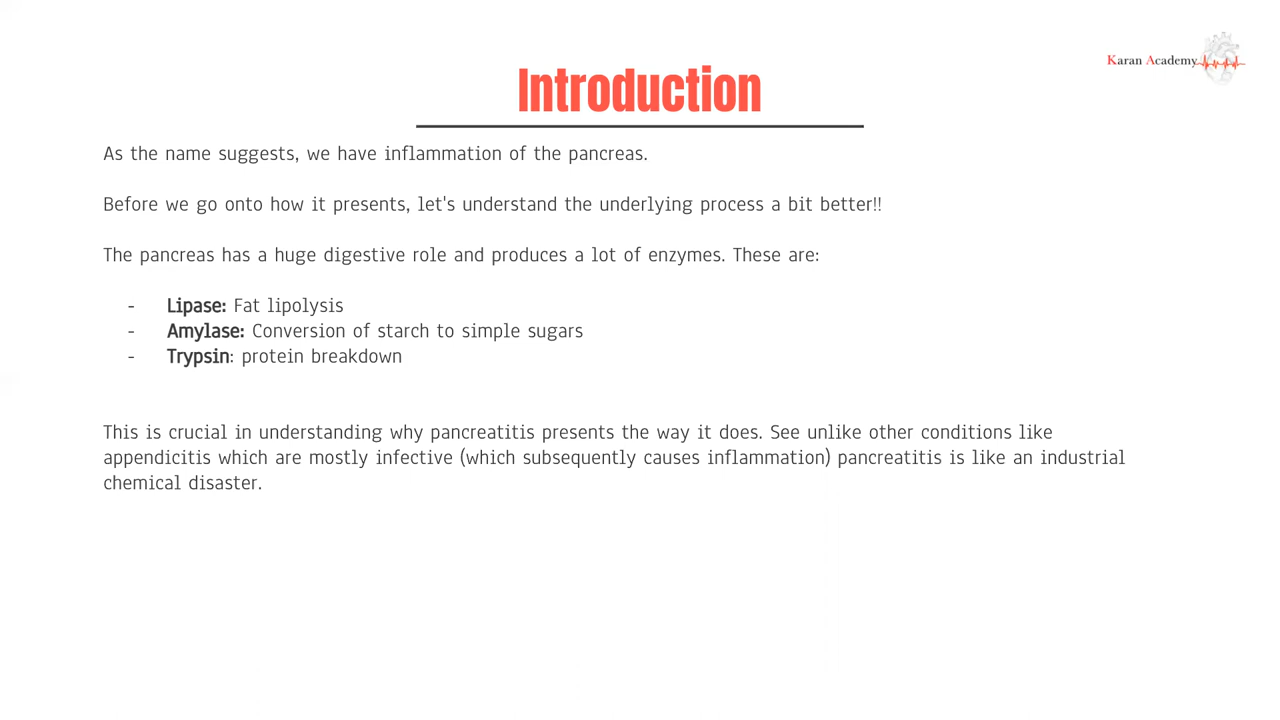 Karan Academy
Introduction
As the name suggests, we have inflammation of the pancreas.
Before we go onto how it presents, let's understand the underlying process a bit better!!
The pancreas has a huge digestive role and produces a lot of enzymes. These are:
- Lipase: Fat lipolysis
- Amylase: Conversion of starch to simple sugars
- Trypsin: protein breakdown
This is crucial in understanding why pancreatitis presents the way it does. See unlike other conditions like
appendicitis which are mostly infective (which subsequently causes inflammation) pancreatitis is like an industrial
chemical disaster.